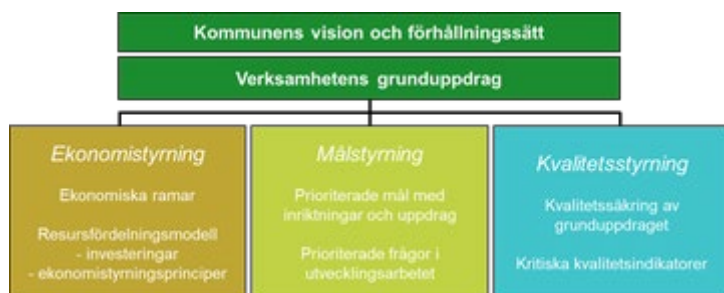 Kommunens vision och förhållningssätt
Verksamhetens grunduppdrag
Ekonomistyrning
Ekonomiska ramar
Resursfördelningsmodell
- investeringar
- ekonomistyrningsprinciper
Målstyrning
Prioriterade mål med
inriktningar och uppdrag
Prioriterade frågor i
utvecklingsarbetet
Kvalitetsstyrning
Kvalitetssäkring av
grunduppdraget
Kritiska kvalitetsindikatorer